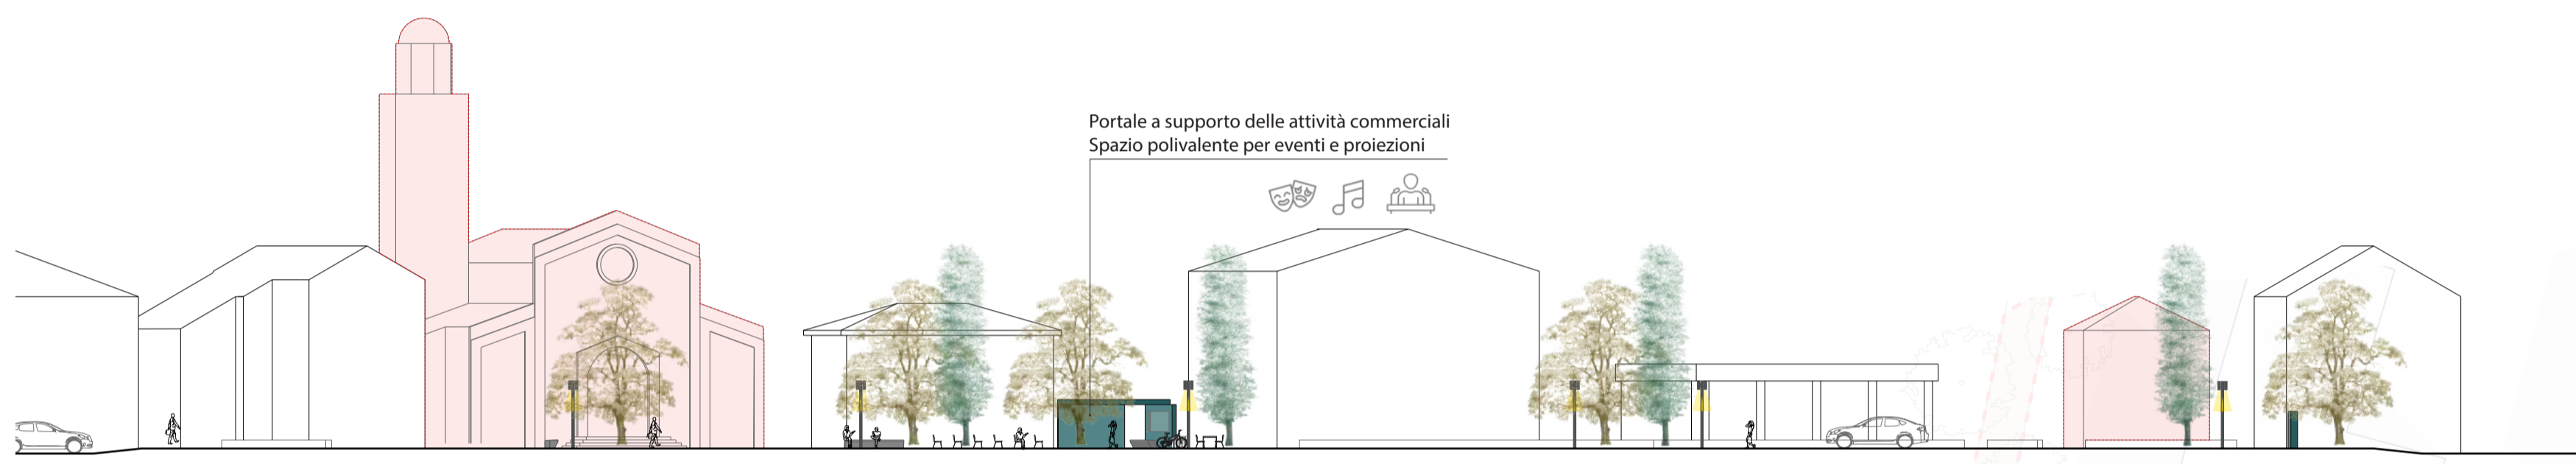 Portale a supporto delle attività commerciali
Spazio polivalente per eventi e proiezioni